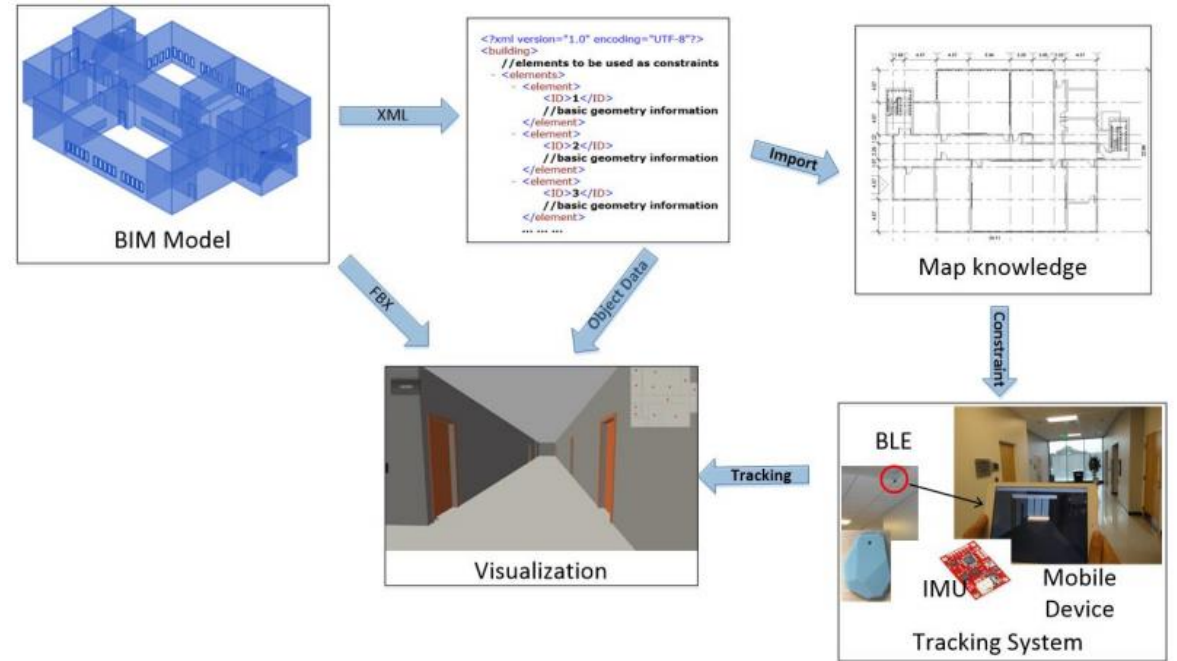 BIM Model
XML
<?xml version="1.0" encoding="UTF-8"?>
<building>
//elements to be used as constraints
- <elements>
- <element>
<ID>1</ID>
//basic geometry information
</element>
- <element>
<ID>2</ID>
//basic geometry information
</element>
- <element>
<ID>3</ID>
//basic geometry information
</element>
... ... ...
Import
Map knowledge
FBX
Object Data
Constraint
Visualization
Tracking
BLE
IMU
Mobile
Device
Tracking System